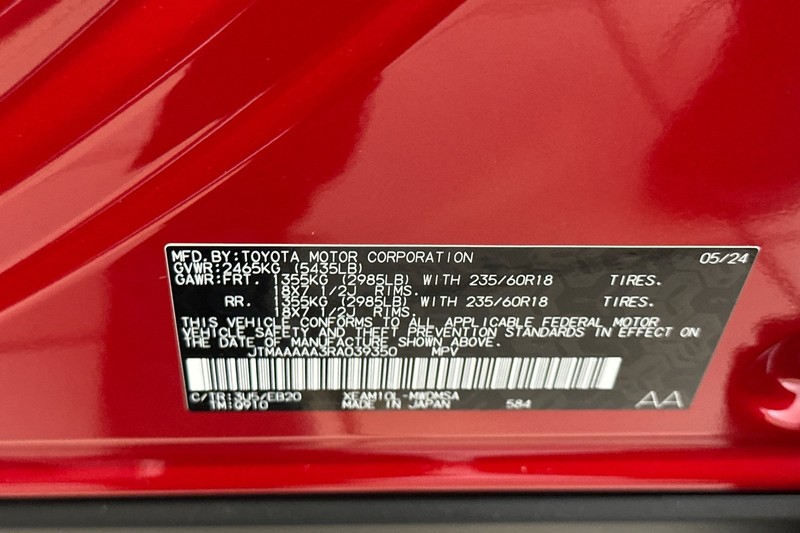 MFD.BY:TOYOTA MOTOR CORPORATION 05/24
GVWR:2465KG (5435LB)
GAWR:FRT. 1355KG (2985LB) WITH 235/60R18 TIRES.
18X7 1/2J RIMS.
RR. 1355KG (2985LB) WITH 235/60R18 TIRES.
18X7 1/2J RIMS.
THIS VEHICLE CONFORMS TO ALL APPLICABLE FEDERAL MOTOR
VEHICLE SAFETY AND THEFT PREVENTION STANDARDS IN EFFECT ON
THE DATE OF MANUFACTURE SHOWN ABOVE.
JTMAAAAA3RA039350 MPV
C/TR:3U5/EB20 XEAM10L-MWDMSA
TM:Q910 MADE IN JAPAN 584 AA